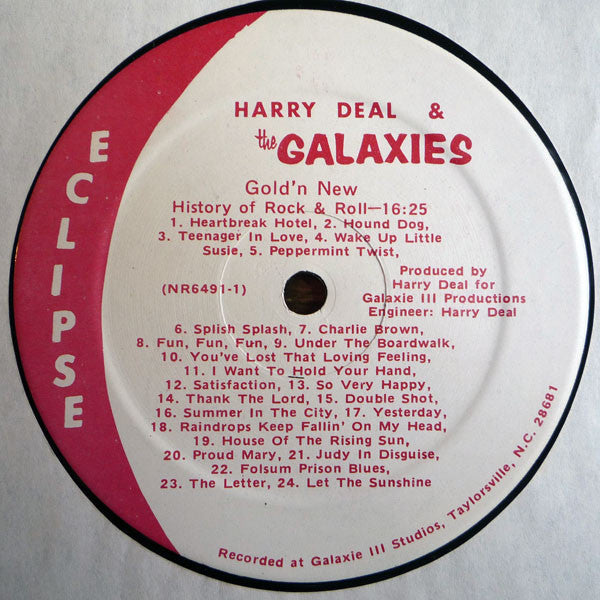 ECLIPSE
HARRY DEAL &
the GALAXIES
Gold'n New
History of Rock & Roll—16:25
1. Heartbreak Hotel, 2. Hound Dog,
3. Teenager In Love, 4. Wake Up Little
Susie, 5. Peppermint Twist,
(NR6491-1)
Produced by
Harry Deal for
Galaxie III Productions
Engineer: Harry Deal
6. Splish Splash, 7. Charlie Brown,
8. Fun, Fun, Fun, 9. Under The Boardwalk,
10. You've Lost That Loving Feeling,
11. I Want To Hold Your Hand,
12. Satisfaction, 13. So Very Happy,
14. Thank The Lord, 15. Double Shot,
16. Summer In The City, 17. Yesterday,
18. Raindrops Keep Fallin' On My Head,
19. House Of The Rising Sun,
20. Proud Mary, 21. Judy In Disguise,
22. Folsum Prison Blues,
23. The Letter, 24. Let The Sunshine
Recorded at Galaxie III Studios, Taylorsville, N.C. 28681